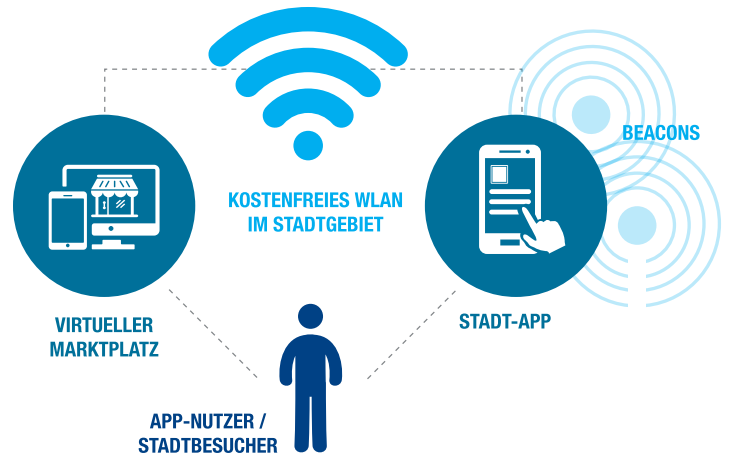 BEACONS
KOSTENFREIES WLAN
IM STADTGEBIET
VIRTUELLER
MARKTPLATZ
STADT-APP
APP-NUTZER /
STADTBESUCHER